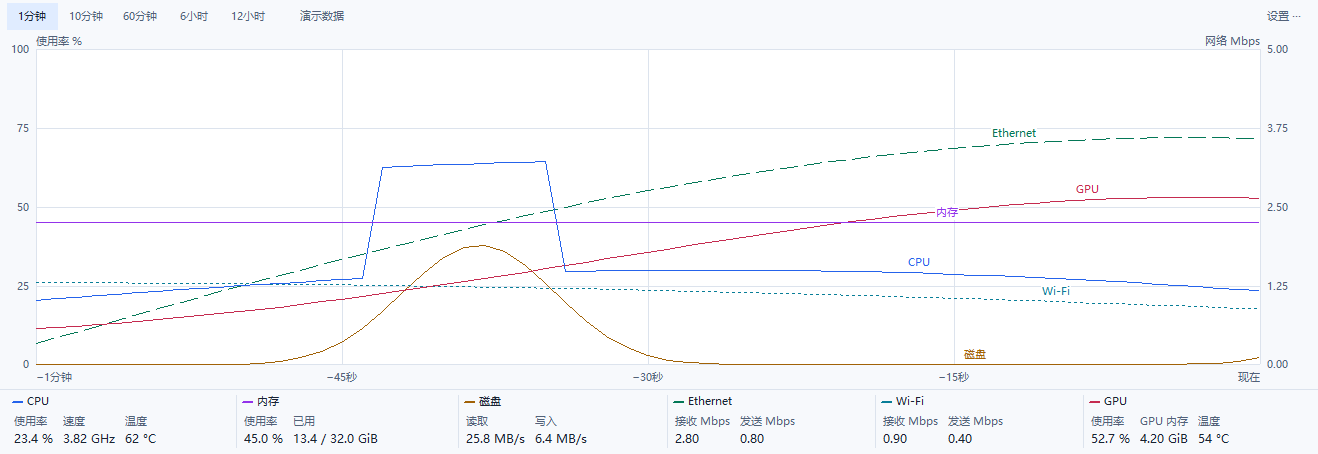 1分钟 10分钟 60分钟 6小时 12小时 演示数据 设置 ···
使用率 % 网络 Mbps
100 5.00
75 3.75
Ethernet
GPU
50 内存 2.50
CPU
25 Wi-Fi 1.25
磁盘
0 0.00
−1分钟 −45秒 −30秒 −15秒 现在
CPU 内存 磁盘 Ethernet Wi-Fi GPU
使用率 速度 温度 使用率 已用 读取 写入 接收 Mbps 发送 Mbps 接收 Mbps 发送 Mbps 使用率 GPU 内存 温度
23.4 % 3.82 GHz 62 °C 45.0 % 13.4 / 32.0 GiB 25.8 MB/s 6.4 MB/s 2.80 0.80 0.90 0.40 52.7 % 4.20 GiB 54 °C